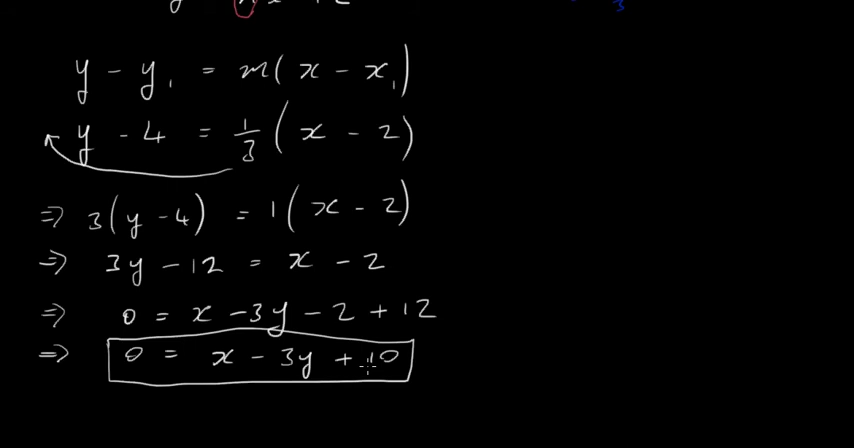 y - y₁ = m(x - x₁)
y - 4 = 1/3 (x - 2)
⇒ 3(y - 4) = 1(x - 2)
⇒ 3y - 12 = x - 2
⇒ 0 = x - 3y - 2 + 12
⇒ 0 = x - 3y + 10